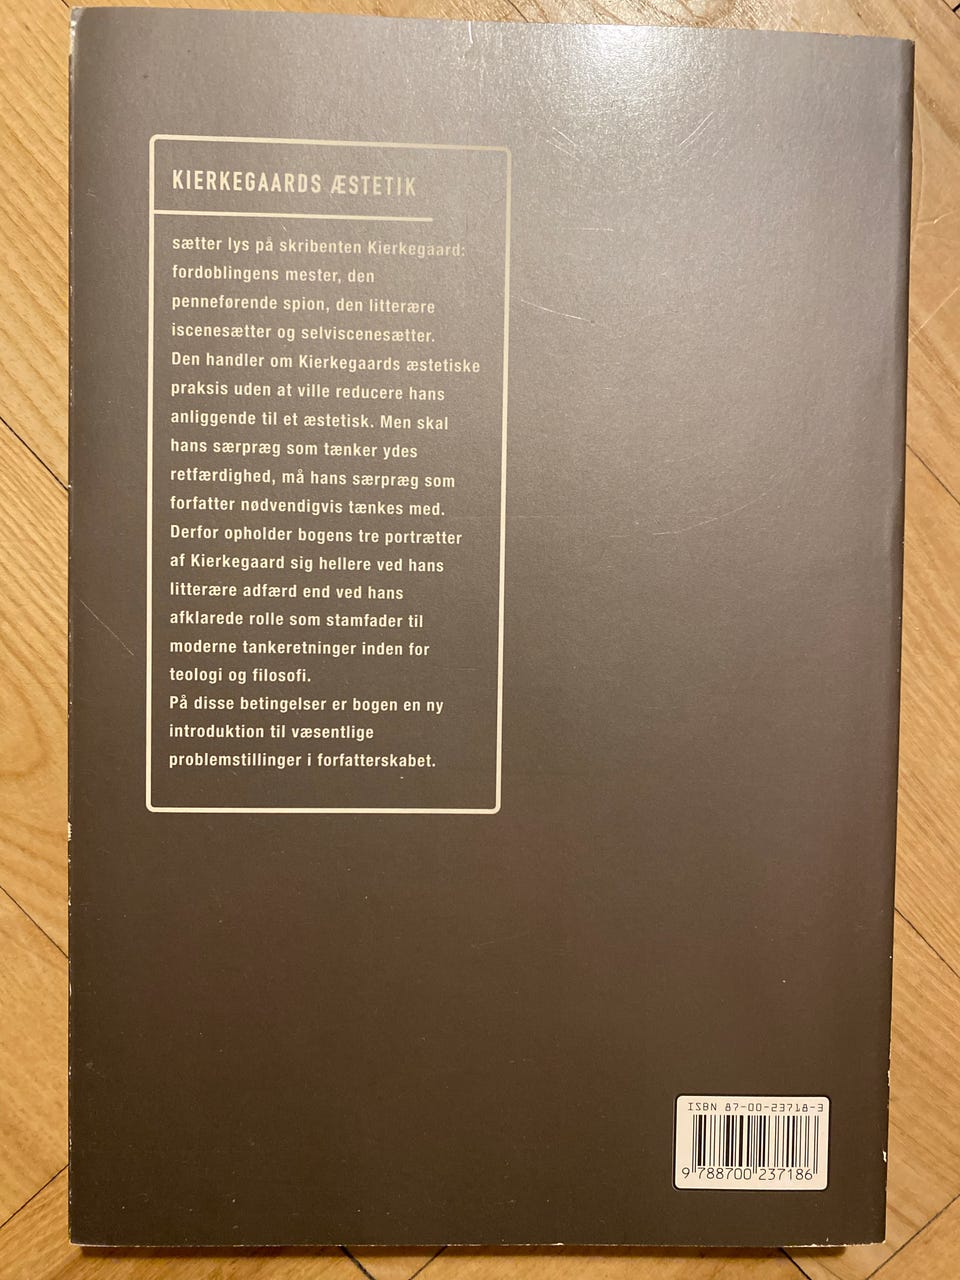 KIERKEGAARDS ÆSTETIK
sætter lys på skribenten Kierkegaard:
fordoblingens mester, den
penneførende spion, den litterære
iscenesætter og selviscenesætter.
Den handler om Kierkegaards æstetiske
praksis uden at ville reducere hans
anliggende til et æstetisk. Men skal
hans særpræg som tænker ydes
retfærdighed, må hans særpræg som
forfatter nødvendigvis tænkes med.
Derfor opholder bogens tre portrætter
af Kierkegaard sig hellere ved hans
litterære adfærd end ved hans
afklarede rolle som stamfader til
moderne tankeretninger inden for
teologi og filosofi.
På disse betingelser er bogen en ny
introduktion til væsentlige
problemstillinger i forfatterskabet.
ISBN 87-00-23718-3
9 788700 237186